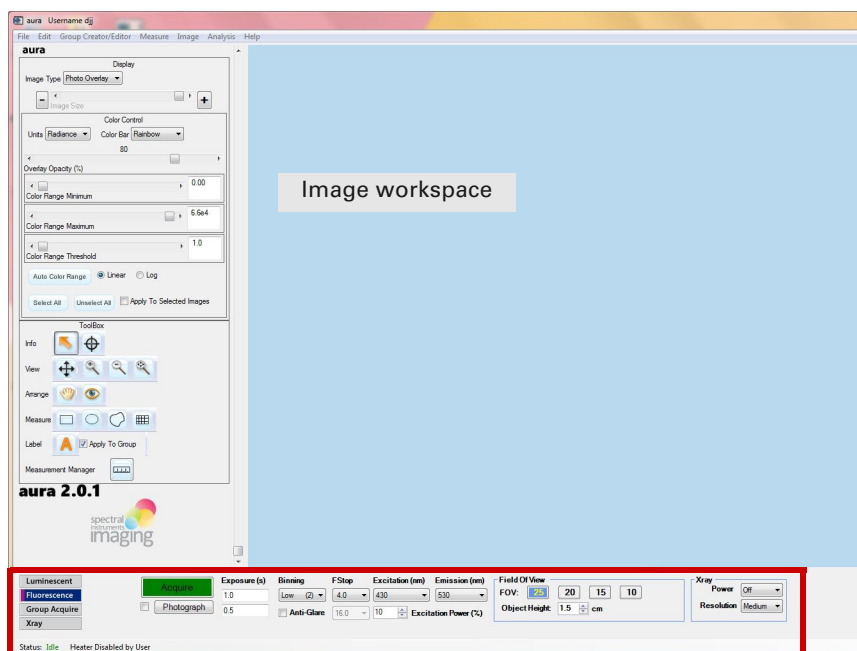 aura Username djj
File Edit Group Creator/Editor Measure Image Analysis Help
aura
Display
Image Type Photo Overlay
- +
Image Size
Color Control
Units Radiance Color Bar Rainbow
80
Overlay Opacity (%)
0.00
Color Range Minimum
6.6e4
Color Range Maximum
1.0
Color Range Threshold
Auto Color Range Linear Log
Select All Unselect All Apply To Selected Images
Image workspace
ToolBox
Info
View
Arrange
Measure
Label A Apply To Group
Measurement Manager
aura 2.0.1
spectral
instruments
imaging
Luminescent
Fluorescence
Group Acquire
Xray
Acquire
Photograph
Exposure (s)
1.0
0.5
Binning
Low (2)
Anti-Glare
FStop
4.0
16.0
Excitation (nm)
430
10 Excitation Power (%)
Emission (nm)
530
Field Of View
FOV: 25 20 15 10
Object Height: 1.5 cm
Xray
Power Off
Resolution Medium
Status: Idle Heater Disabled by User